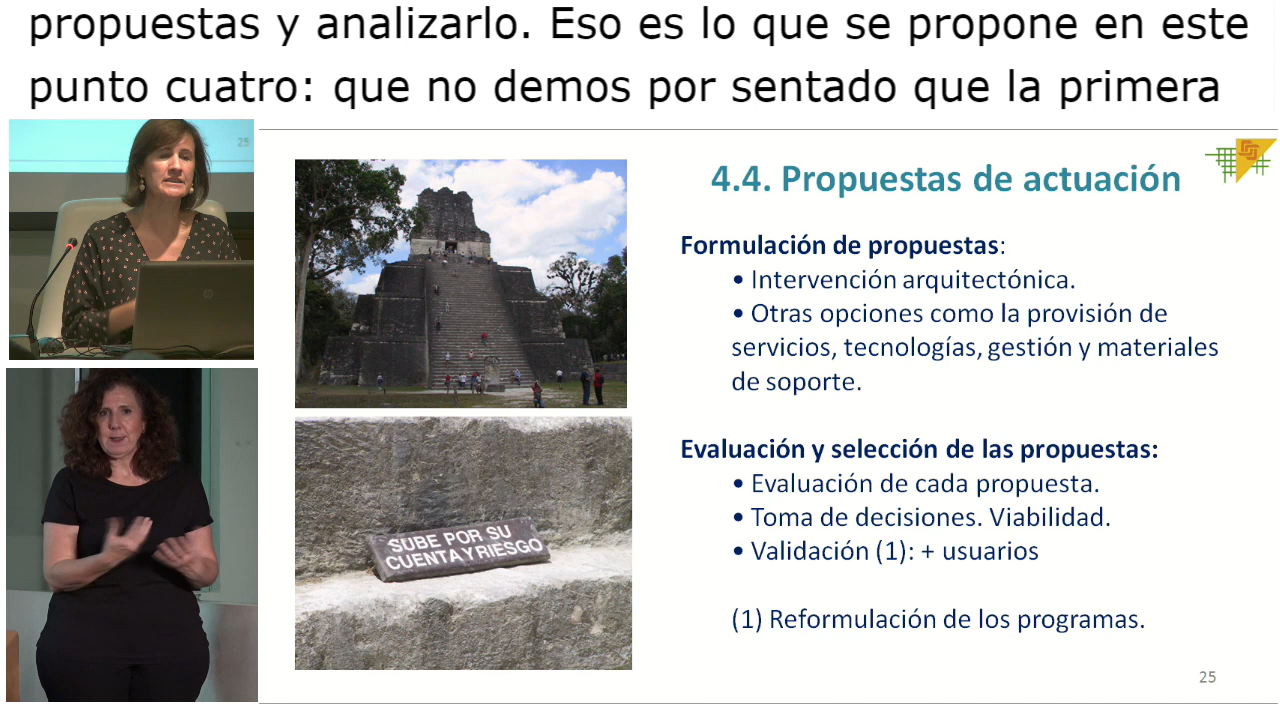 propuestas y analizarlo. Eso es lo que se propone en este
punto cuatro: que no demos por sentado que la primera
25
4.4. Propuestas de actuación
Formulación de propuestas:
• Intervención arquitectónica.
• Otras opciones como la provisión de
servicios, tecnologías, gestión y materiales
de soporte.
Evaluación y selección de las propuestas:
• Evaluación de cada propuesta.
• Toma de decisiones. Viabilidad.
• Validación (1): + usuarios
(1) Reformulación de los programas.
SUBE POR SU
CUENTA Y RIESGO
25